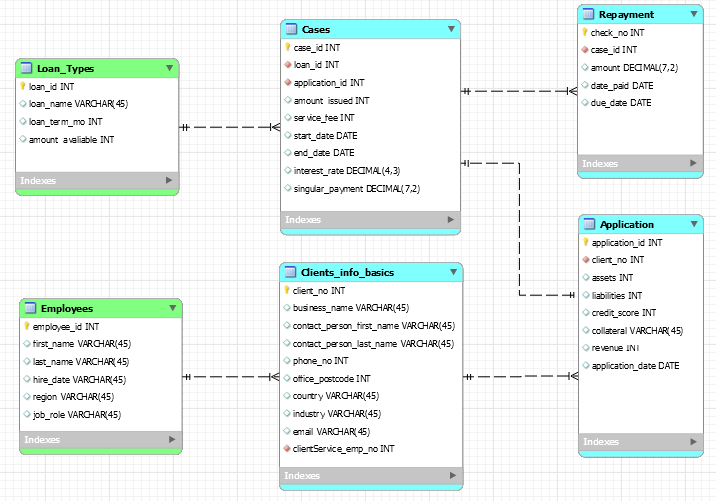 Loan_Types
loan_id INT
loan_name VARCHAR(45)
loan_term_mo INT
amount_avaliable INT
Indexes
Cases
case_id INT
loan_id INT
application_id INT
amount_issued INT
service_fee INT
start_date DATE
end_date DATE
interest_rate DECIMAL(4,3)
singular_payment DECIMAL(7,2)
Indexes
Repayment
check_no INT
case_id INT
amount DECIMAL(7,2)
date_paid DATE
due_date DATE
Indexes
Employees
employee_id INT
first_name VARCHAR(45)
last_name VARCHAR(45)
hire_date VARCHAR(45)
region VARCHAR(45)
job_role VARCHAR(45)
Indexes
Clients_info_basics
client_no INT
business_name VARCHAR(45)
contact_person_first_name VARCHAR(45)
contact_person_last_name VARCHAR(45)
phone_no INT
office_postcode INT
country VARCHAR(45)
industry VARCHAR(45)
email VARCHAR(45)
clientService_emp_no INT
Indexes
Application
application_id INT
client_no INT
assets INT
liabilities INT
credit_score INT
collateral VARCHAR(45)
revenue INT
application_date DATE
Indexes